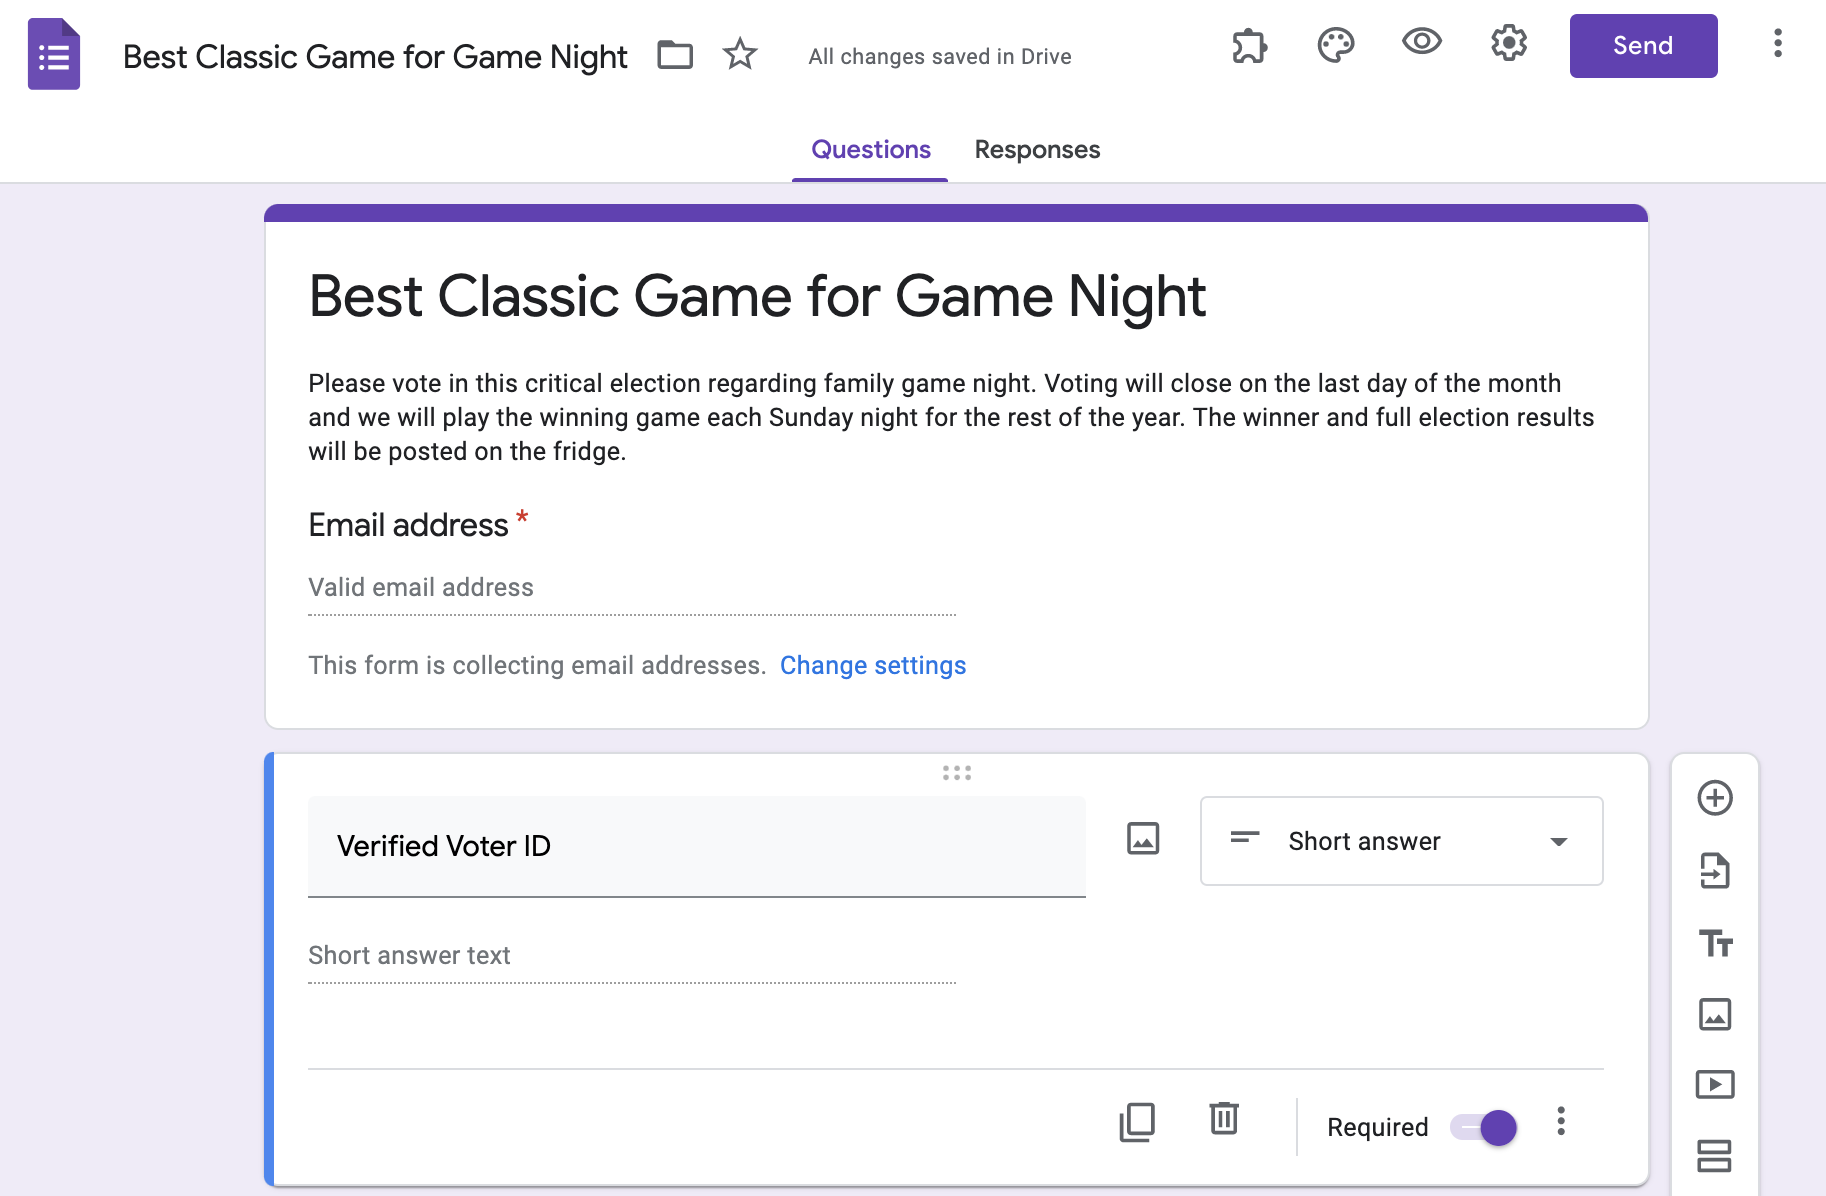 Best Classic Game for Game Night
All changes saved in Drive
Send
Questions
Responses
Best Classic Game for Game Night
Please vote in this critical election regarding family game night. Voting will close on the last day of the month
and we will play the winning game each Sunday night for the rest of the year. The winner and full election results
will be posted on the fridge.
Email address *
Valid email address
This form is collecting email addresses. Change settings
Verified Voter ID
Short answer
Short answer text
Required